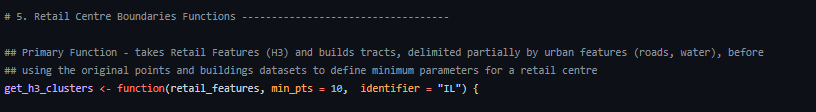 # 5. Retail Centre Boundaries Functions -----------------------------------
## Primary Function - takes Retail Features (H3) and builds tracts, delimited partially by urban features (roads, water), before
## using the original points and buildings datasets to define minimum parameters for a retail centre
get_h3_clusters <- function(retail_features, min_pts = 10,  identifier = "IL") {